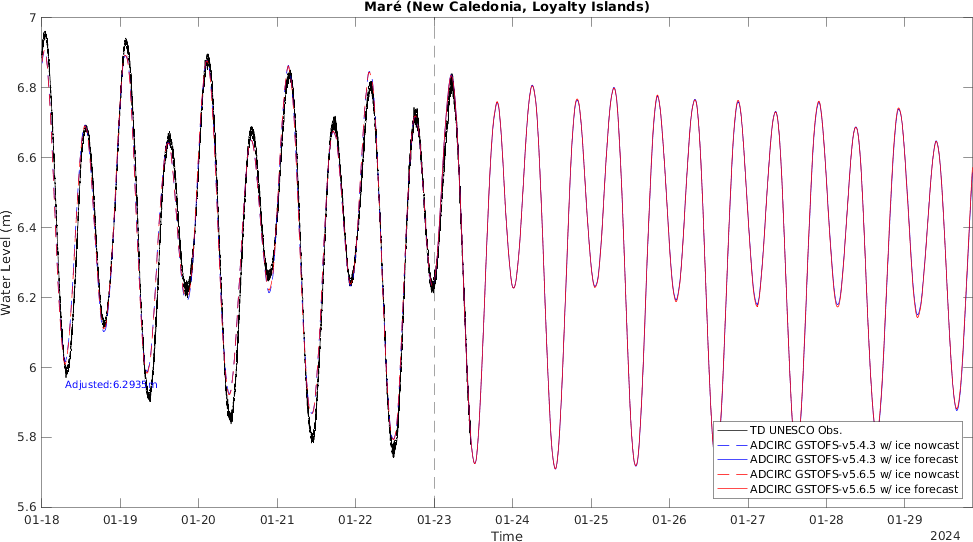 Maré (New Caledonia, Loyalty Islands)
7
6.8
6.6
6.4
6.2
6
5.8
5.6
Water Level (m)
Adjusted:6.2935m
TD UNESCO Obs.
ADCIRC GSTOFS-v5.4.3 w/ ice nowcast
ADCIRC GSTOFS-v5.4.3 w/ ice forecast
ADCIRC GSTOFS-v5.6.5 w/ ice nowcast
ADCIRC GSTOFS-v5.6.5 w/ ice forecast
01-18 01-19 01-20 01-21 01-22 01-23 01-24 01-25 01-26 01-27 01-28 01-29
Time
2024